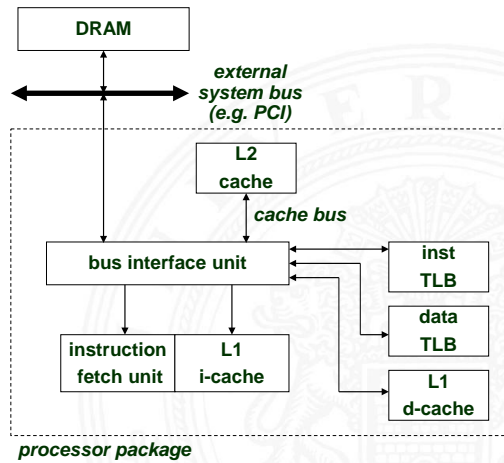 DRAM
external
system bus
(e.g. PCI)
L2
cache
cache bus
bus interface unit
inst
TLB
data
TLB
instruction
fetch unit
L1
i-cache
L1
d-cache
processor package